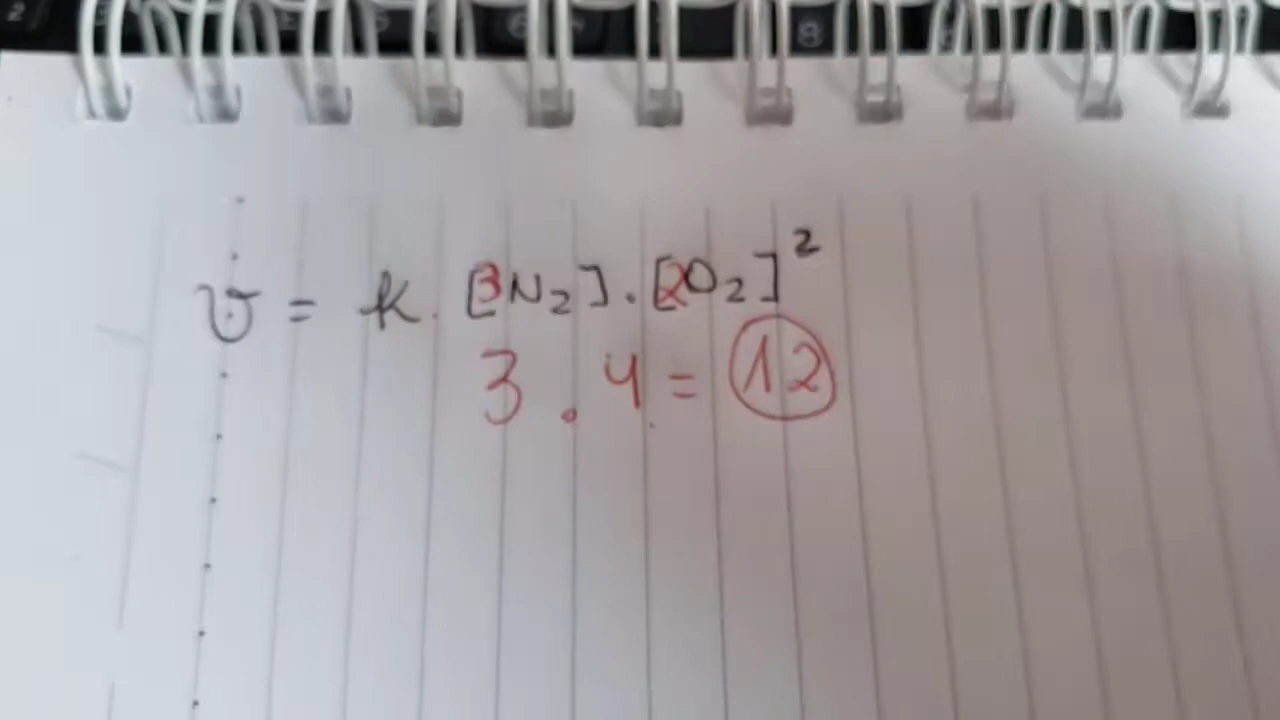 v = k. [3N₂].[2O₂]²
3 . 4 = 12